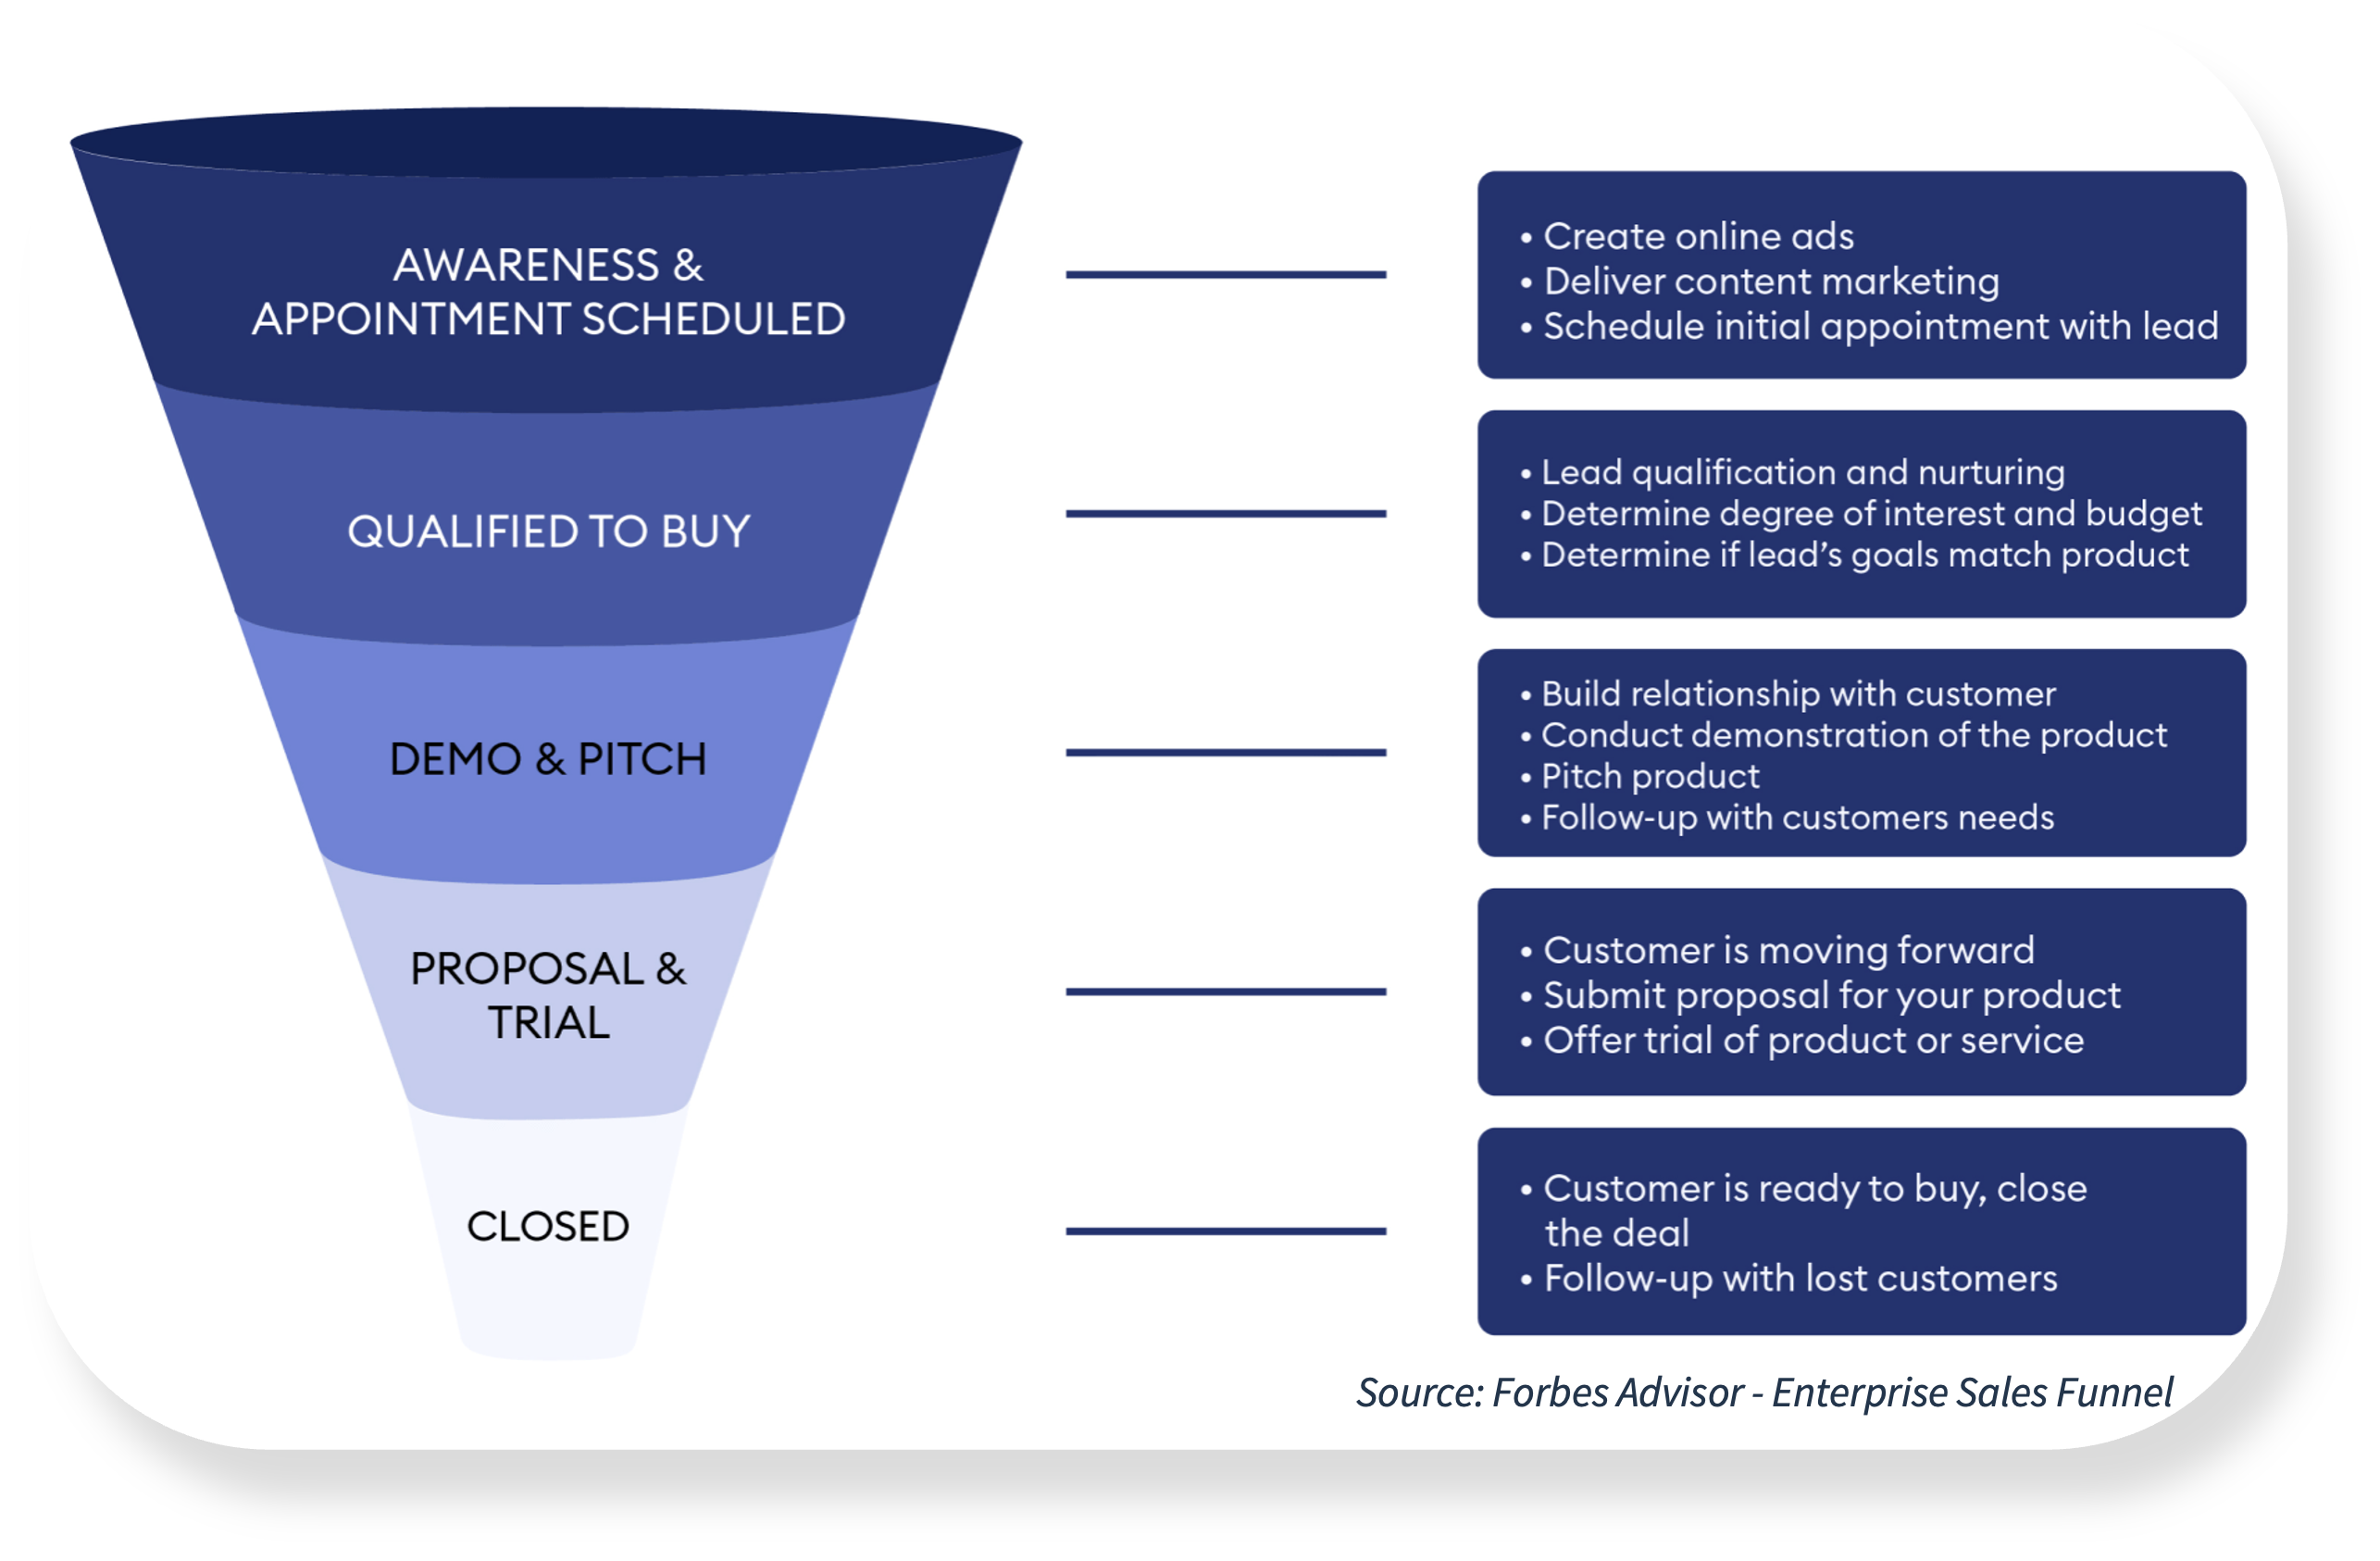 AWARENESS &
APPOINTMENT SCHEDULED
• Create online ads
• Deliver content marketing
• Schedule initial appointment with lead
QUALIFIED TO BUY
• Lead qualification and nurturing
• Determine degree of interest and budget
• Determine if lead’s goals match product
DEMO & PITCH
• Build relationship with customer
• Conduct demonstration of the product
• Pitch product
• Follow-up with customers needs
PROPOSAL &
TRIAL
• Customer is moving forward
• Submit proposal for your product
• Offer trial of product or service
CLOSED
• Customer is ready to buy, close
the deal
• Follow-up with lost customers
Source: Forbes Advisor - Enterprise Sales Funnel